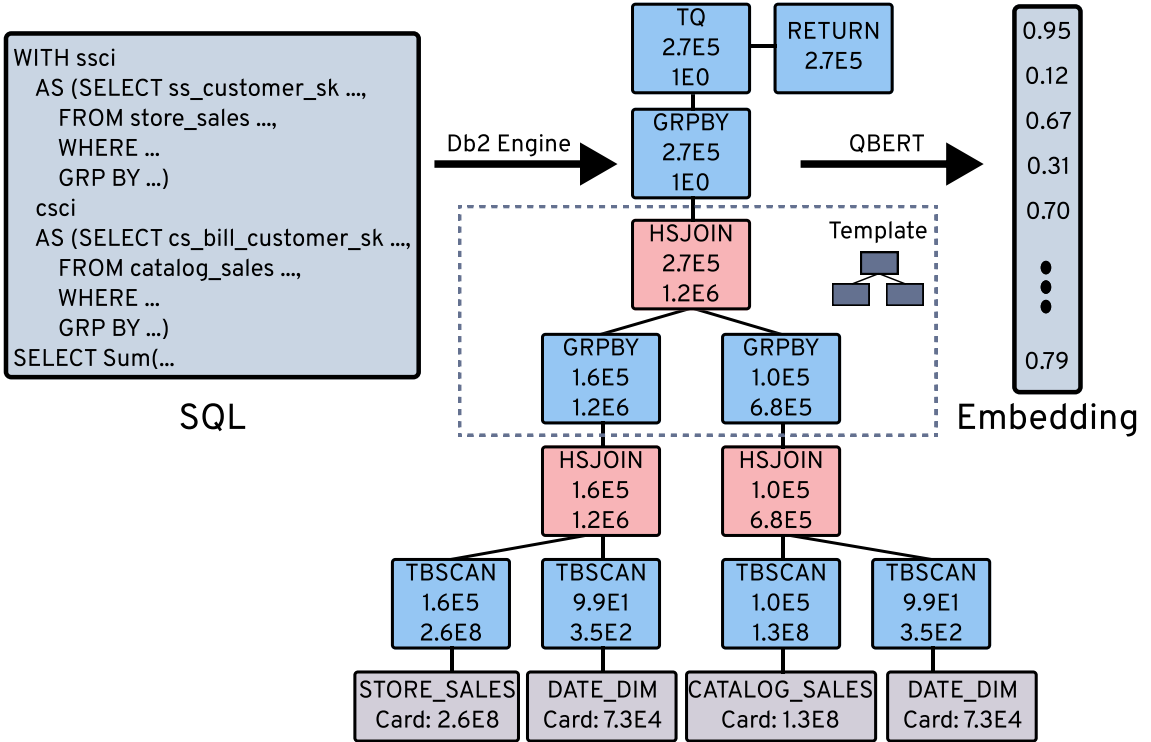 WITH ssci
AS (SELECT ss_customer_sk ...,
FROM store_sales ...,
WHERE ...
GRP BY ...)
csci
AS (SELECT cs_bill_customer_sk ...,
FROM catalog_sales ...,
WHERE ...
GRP BY ...)
SELECT Sum(...
SQL
Db2 Engine
TQ
2.7E5
1E0
RETURN
2.7E5
GRPBY
2.7E5
1E0
HSJOIN
2.7E5
1.2E6
Template
GRPBY
1.6E5
1.2E6
GRPBY
1.0E5
6.8E5
HSJOIN
1.6E5
1.2E6
HSJOIN
1.0E5
6.8E5
TBSCAN
1.6E5
2.6E8
TBSCAN
9.9E1
3.5E2
TBSCAN
1.0E5
1.3E8
TBSCAN
9.9E1
3.5E2
STORE_SALES
Card: 2.6E8
DATE_DIM
Card: 7.3E4
CATALOG_SALES
Card: 1.3E8
DATE_DIM
Card: 7.3E4
QBERT
0.95
0.12
0.67
0.31
0.70
0.79
Embedding